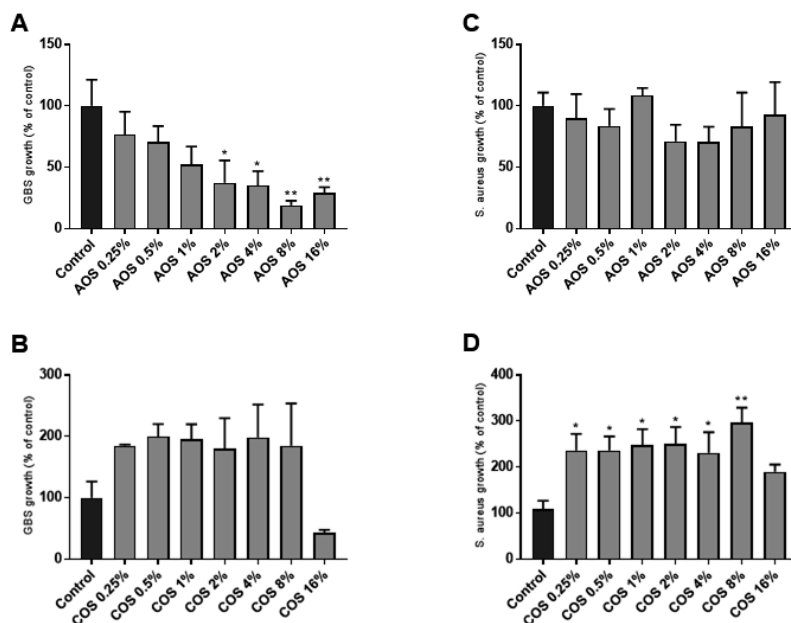 A
GBS growth (% of control)
150
100
50
0
* * ** **
Control AOS 0.25% AOS 0.5% AOS 1% AOS 2% AOS 4% AOS 8% AOS 16%
C
S. aureus growth (% of control)
150
100
50
0
Control AOS 0.25% AOS 0.5% AOS 1% AOS 2% AOS 4% AOS 8% AOS 16%
B
GBS growth (% of control)
300
200
100
0
Control COS 0.25% COS 0.5% COS 1% COS 2% COS 4% COS 8% COS 16%
D
S. aureus growth (% of control)
400
300
200
100
0
* * * * * **
Control COS 0.25% COS 0.5% COS 1% COS 2% COS 4% COS 8% COS 16%